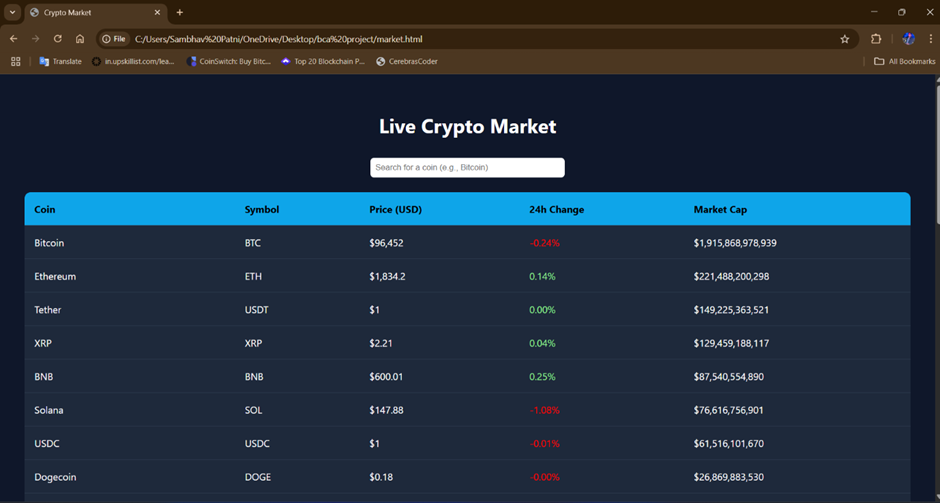 Crypto Market
File C:/Users/Sambhav%20Patni/OneDrive/Desktop/bca%20project/market.html
Translate in.upskillist.com/lea... CoinSwitch: Buy Bitc... Top 20 Blockchain P... CerebrasCoder All Bookmarks
Live Crypto Market
Search for a coin (e.g., Bitcoin)
Coin Symbol Price (USD) 24h Change Market Cap
Bitcoin BTC $96,452 -0.24% $1,915,868,978,939
Ethereum ETH $1,834.2 0.14% $221,488,200,298
Tether USDT $1 0.00% $149,225,363,521
XRP XRP $2.21 0.04% $129,459,188,117
BNB BNB $600.01 0.25% $87,540,554,890
Solana SOL $147.88 -1.08% $76,616,756,901
USDC USDC $1 -0.01% $61,516,101,670
Dogecoin DOGE $0.18 -0.00% $26,869,883,530